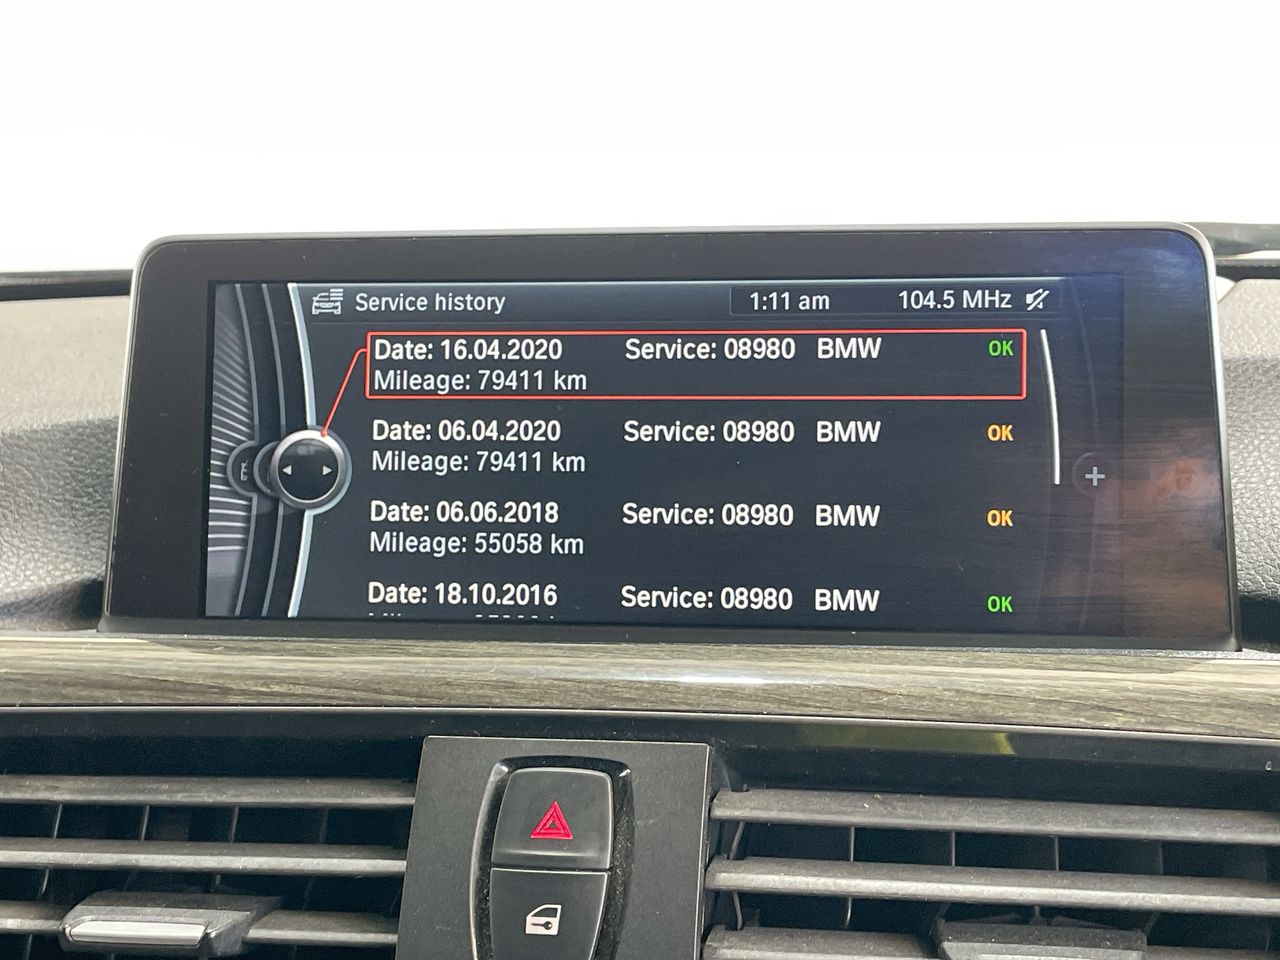 Service history 1:11 am 104.5 MHz
Date: 16.04.2020 Service: 08980 BMW OK
Mileage: 79411 km
Date: 06.04.2020 Service: 08980 BMW OK
Mileage: 79411 km
Date: 06.06.2018 Service: 08980 BMW OK
Mileage: 55058 km
Date: 18.10.2016 Service: 08980 BMW OK